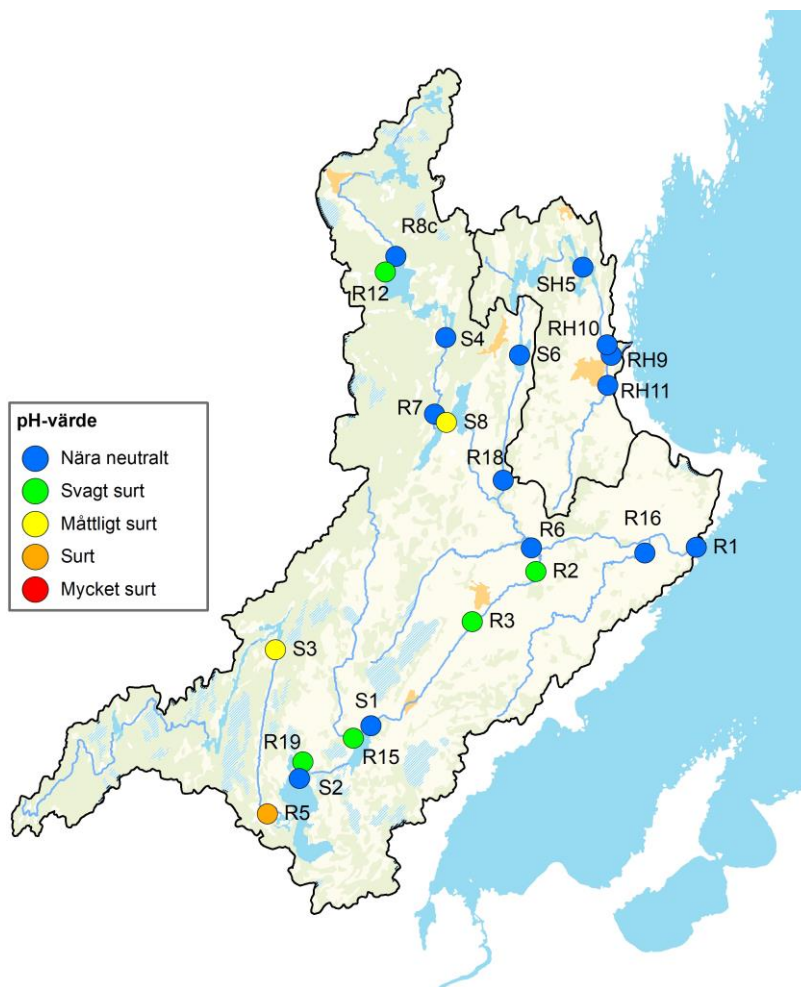 R8c
R12
SH5
S4
RH10
S6
RH9
RH11
R7
S8
pH-värde
Nära neutralt
Svagt surt
Måttligt surt
Surt
Mycket surt
R18
R6
R16
R1
R2
R3
S3
S1
R19
R15
S2
R5